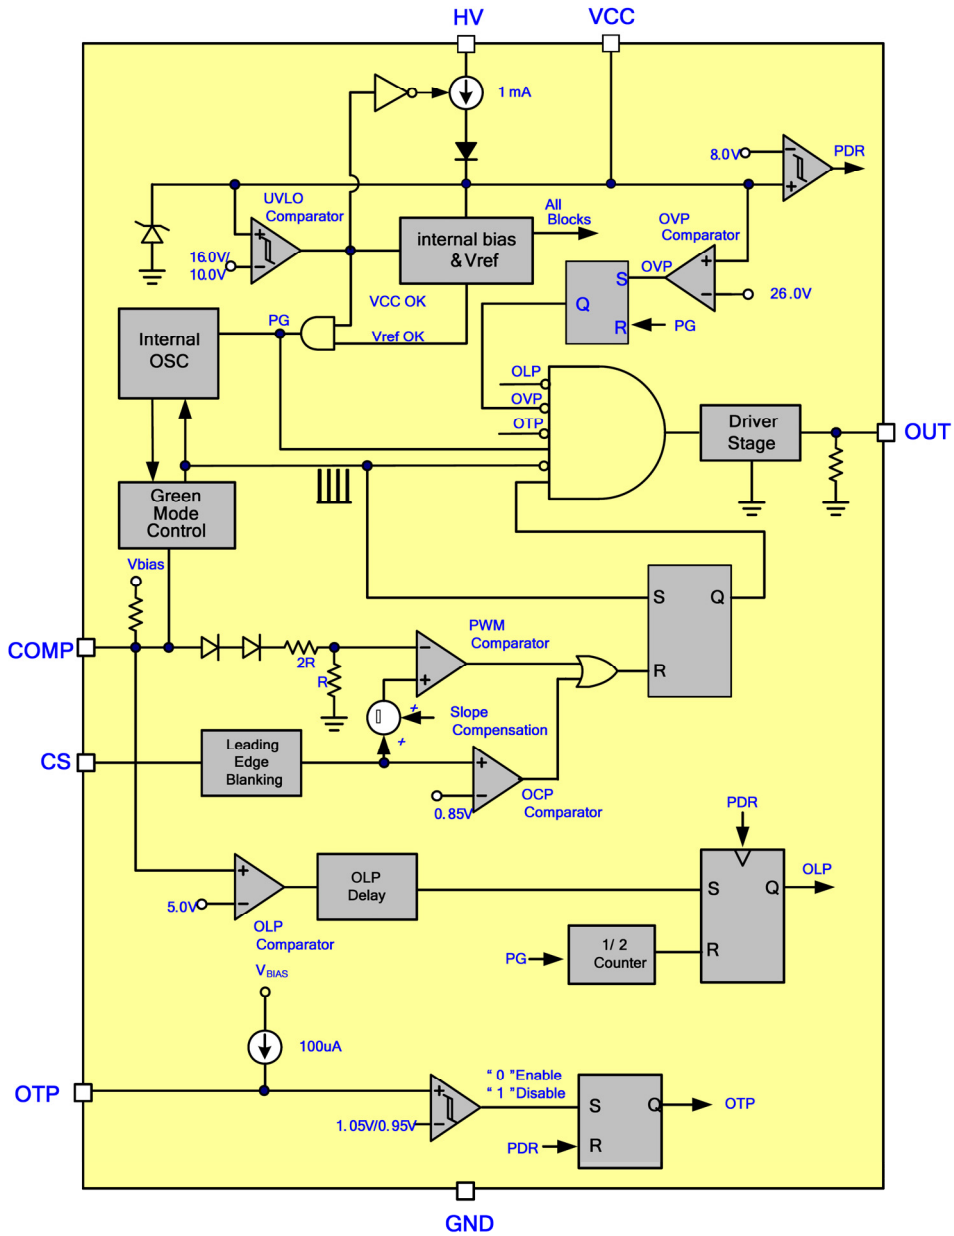 HV
VCC
1 mA
8.0V
PDR
UVLO
Comparator
All
Blocks
OVP
Comparator
internal bias
&Vref
16.0V/
10.0V
OVP
S
Q
R
26.0V
PG
VCC OK
PG
Vref OK
Internal
OSC
OLP
OVP
OTP
Driver
Stage
OUT
Green
Mode
Control
Vbias
S
Q
R
COMP
PWM
Comparator
2R
R
Slope
Compensation
+
+
CS
Leading
Edge
Blanking
0.85V
OCP
Comparator
PDR
OLP
Delay
S
Q
R
OLP
5.0V
OLP
Comparator
PG
1/ 2
Counter
VBIAS
100uA
OTP
“ 0 ”Enable
“ 1 ”Disable
1.05V/0.95V
S
Q
R
OTP
PDR
GND